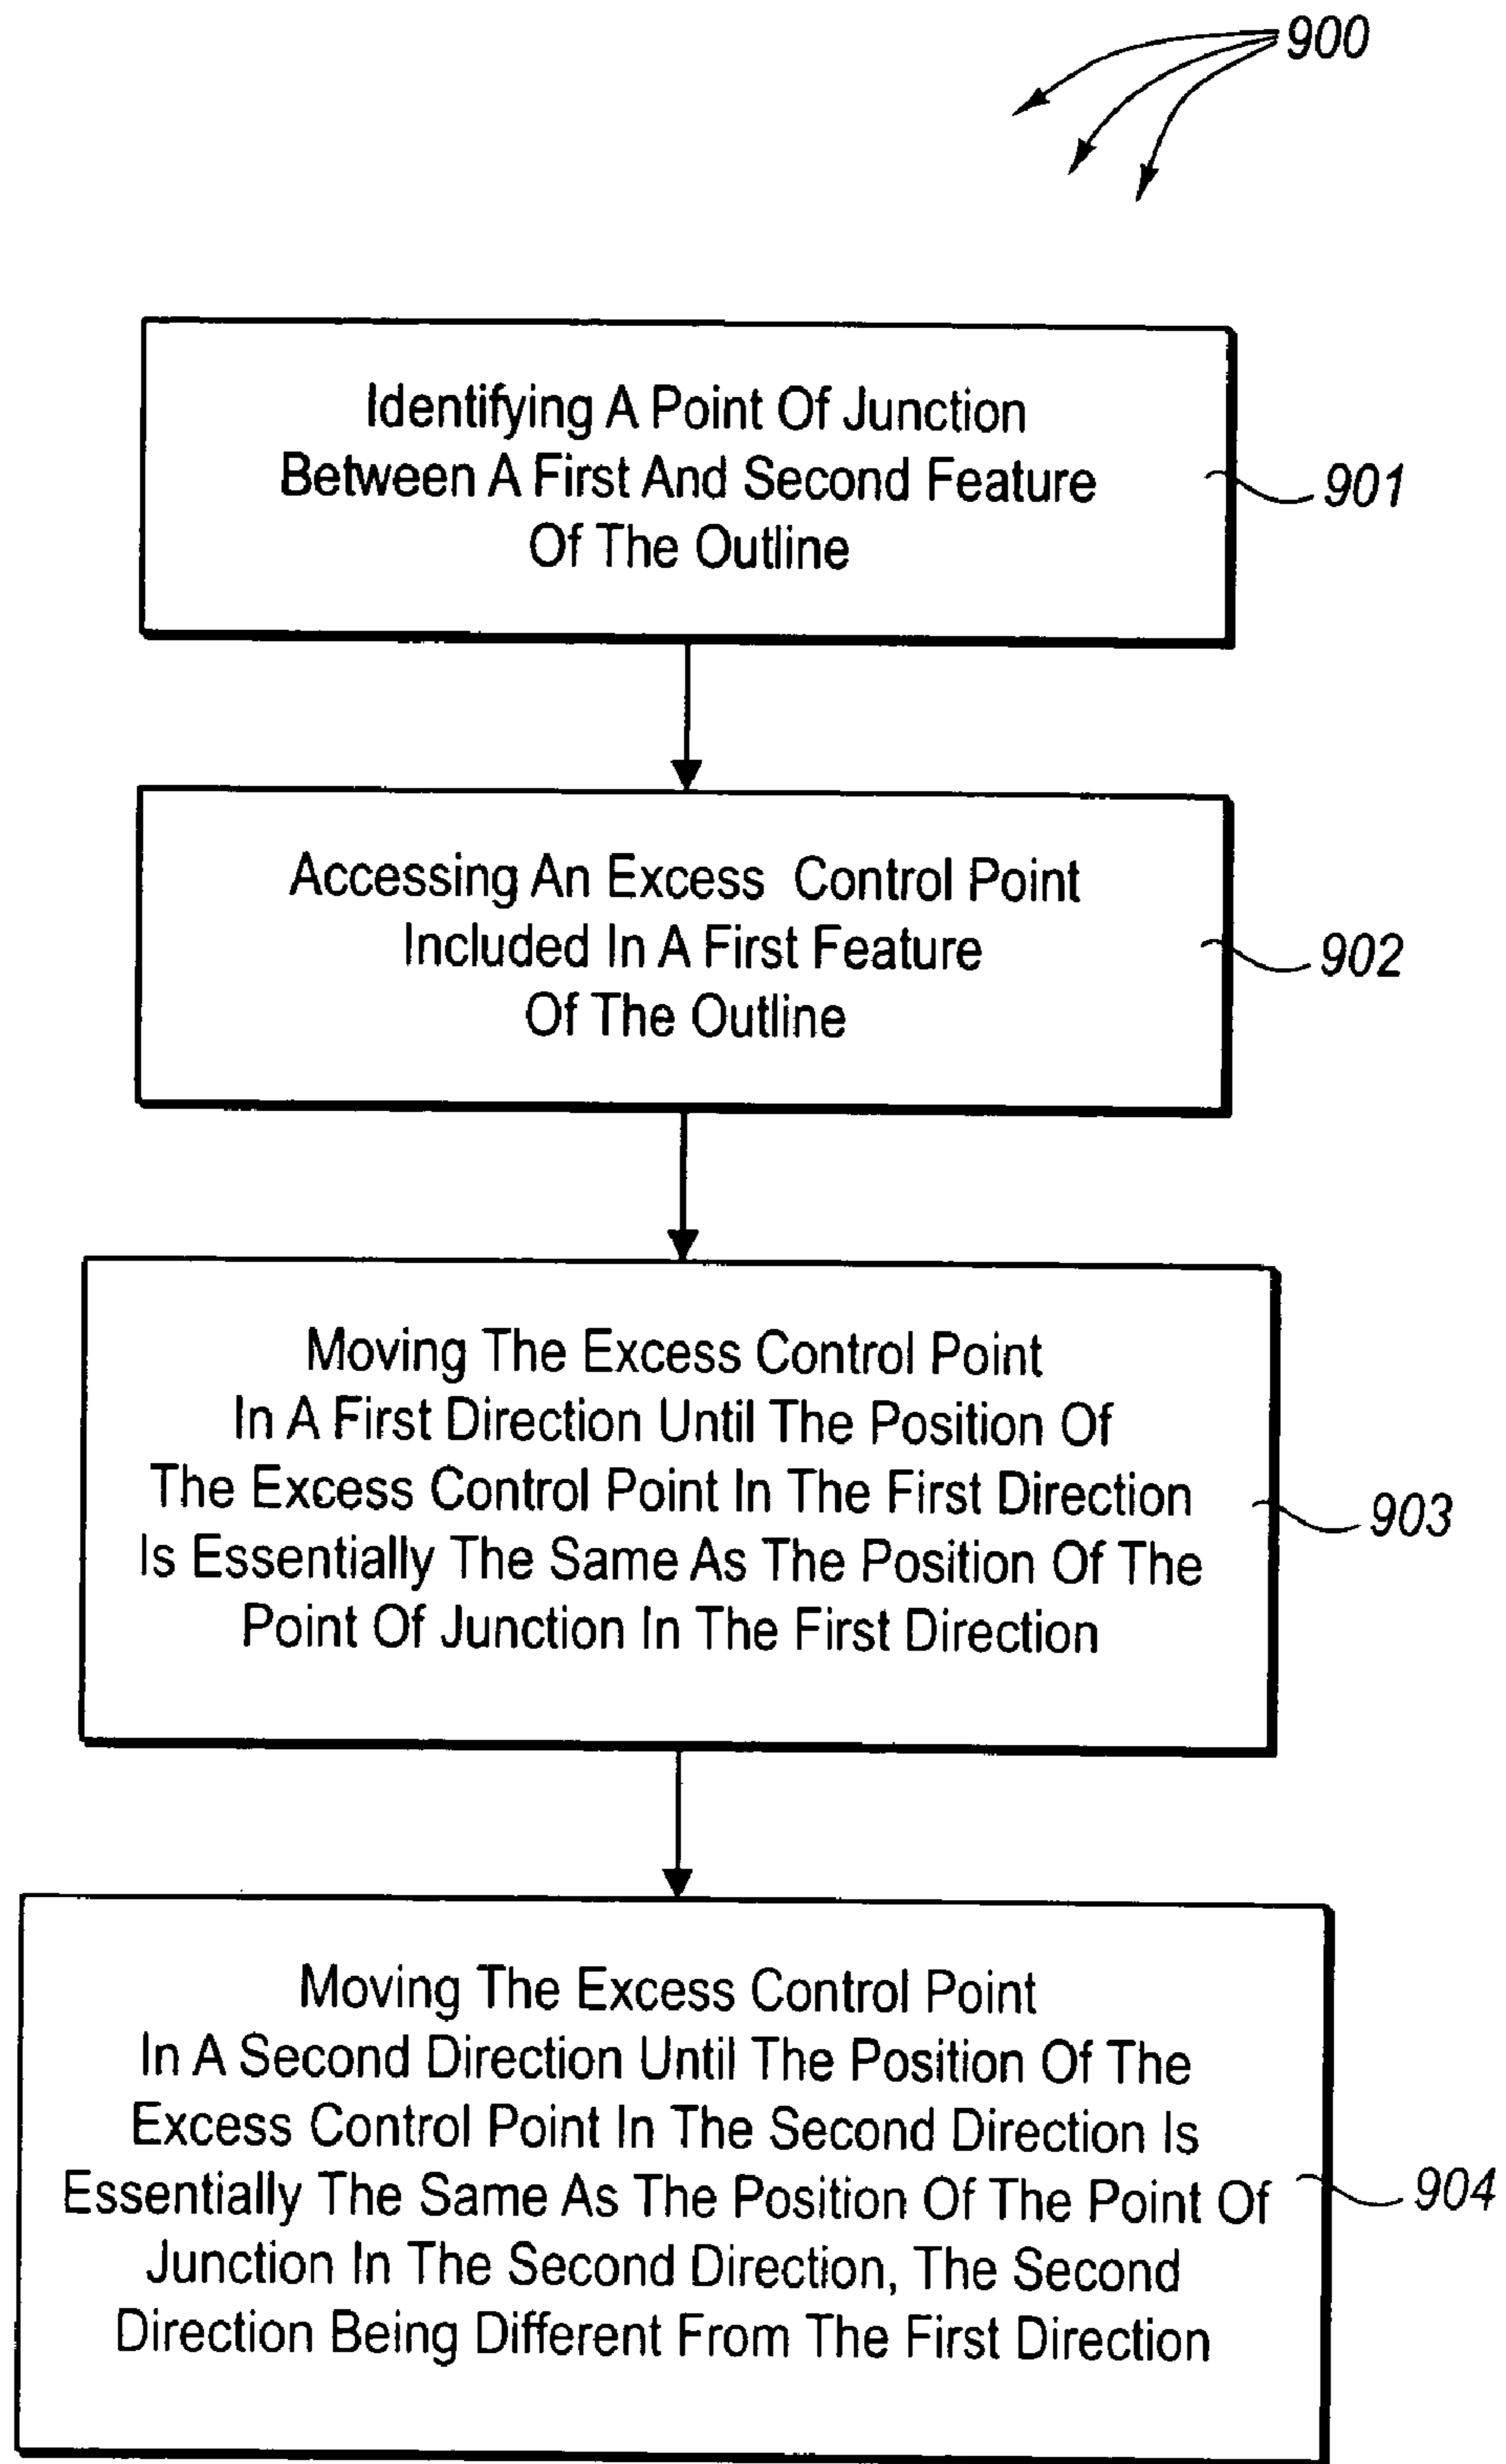 900
Identifying A Point Of Junction
Between A First And Second Feature
Of The Outline
901
Accessing An Excess Control Point
Included In A First Feature
Of The Outline
902
Moving The Excess Control Point
In A First Direction Until The Position Of
The Excess Control Point In The First Direction
Is Essentially The Same As The Position Of The
Point Of Junction In The First Direction
903
Moving The Excess Control Point
In A Second Direction Until The Position Of The
Excess Control Point In The Second Direction Is
Essentially The Same As The Position Of The Point Of
Junction In The Second Direction, The Second
Direction Being Different From The First Direction
904